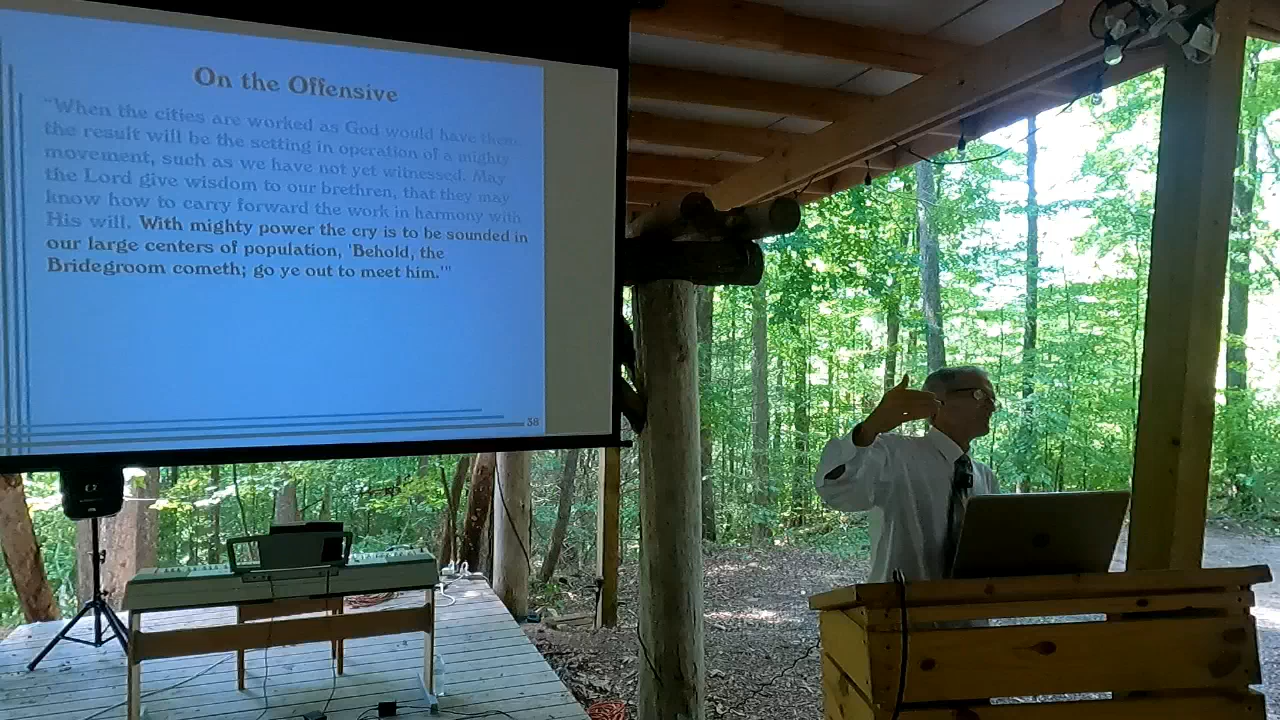 On the Offensive
"When the cities are worked as God would have them,
the result will be the setting in operation of a mighty
movement, such as we have not yet witnessed. May
the Lord give wisdom to our brethren, that they may
know how to carry forward the work in harmony with
His will. With mighty power the cry is to be sounded in
our large centers of population, 'Behold, the
Bridegroom cometh; go ye out to meet him.'"
38